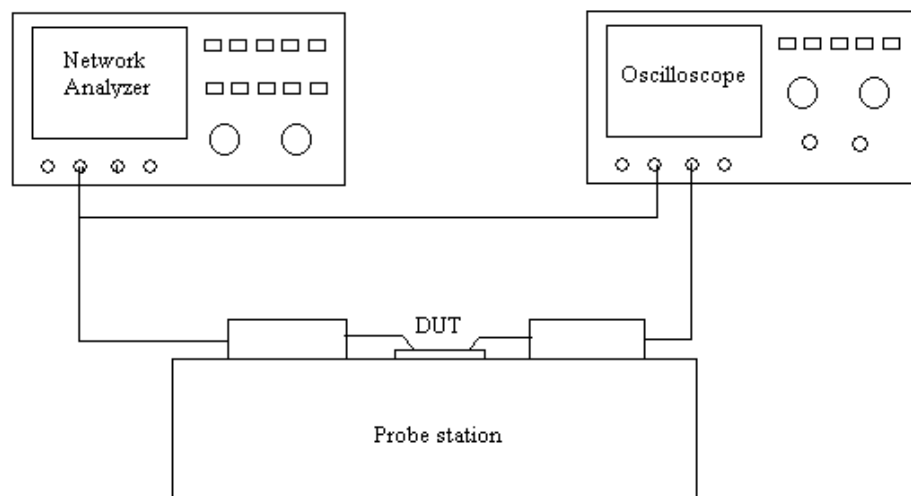 Network
Analyzer
Oscilloscope
DUT
Probe station